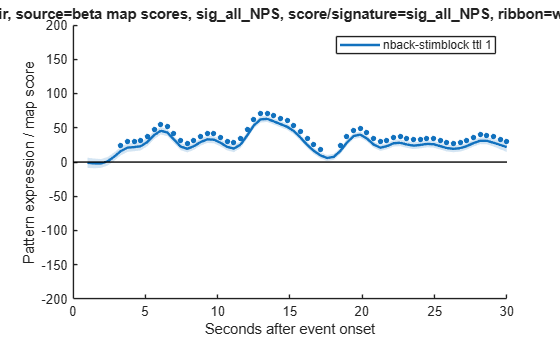 ir, source=beta map scores, sig_all_NPS, score/signature=sig_all_NPS, ribbon=w
200
150
100
50
0
-50
-100
-150
-200
Pattern expression / map score
nback-stimblock ttl 1
0 5 10 15 20 25 30
Seconds after event onset